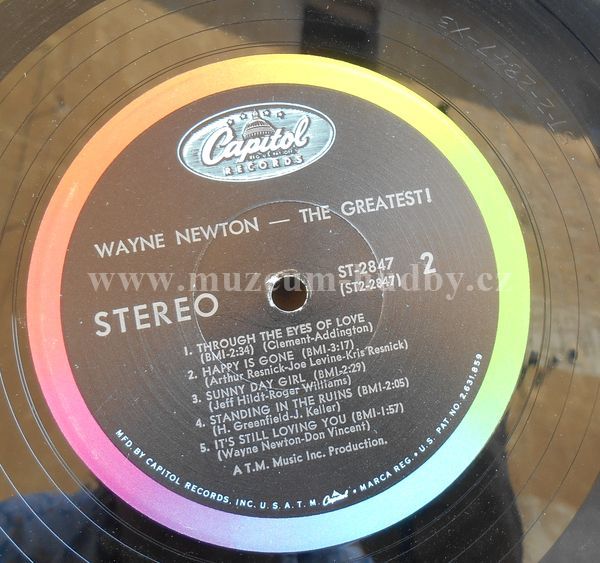 Capitol
RECORDS
WAYNE NEWTON — THE GREATEST!
www.muzeumhudby.cz
ST-2847
(ST2-2847)
2
STEREO
1. THROUGH THE EYES OF LOVE
(BMI-2:34) (Clement-Addington)
2. HAPPY IS GONE (BMI-3:17)
(Arthur Resnick-Joe Levine-Kris Resnick)
3. SUNNY DAY GIRL (BMI-2:29)
(Jeff Hildt-Roger Williams)
4. STANDING IN THE RUINS (BMI-2:05)
(H. Greenfield-J. Keller)
5. IT'S STILL LOVING YOU (BMI-1:57)
(Wayne Newton-Don Vincent)
A T.M. Music Inc. Production.
MFD. BY CAPITOL RECORDS, INC. U.S.A. T.M. Capitol • MARCA REG. • U.S. PAT. NO. 2,631,859